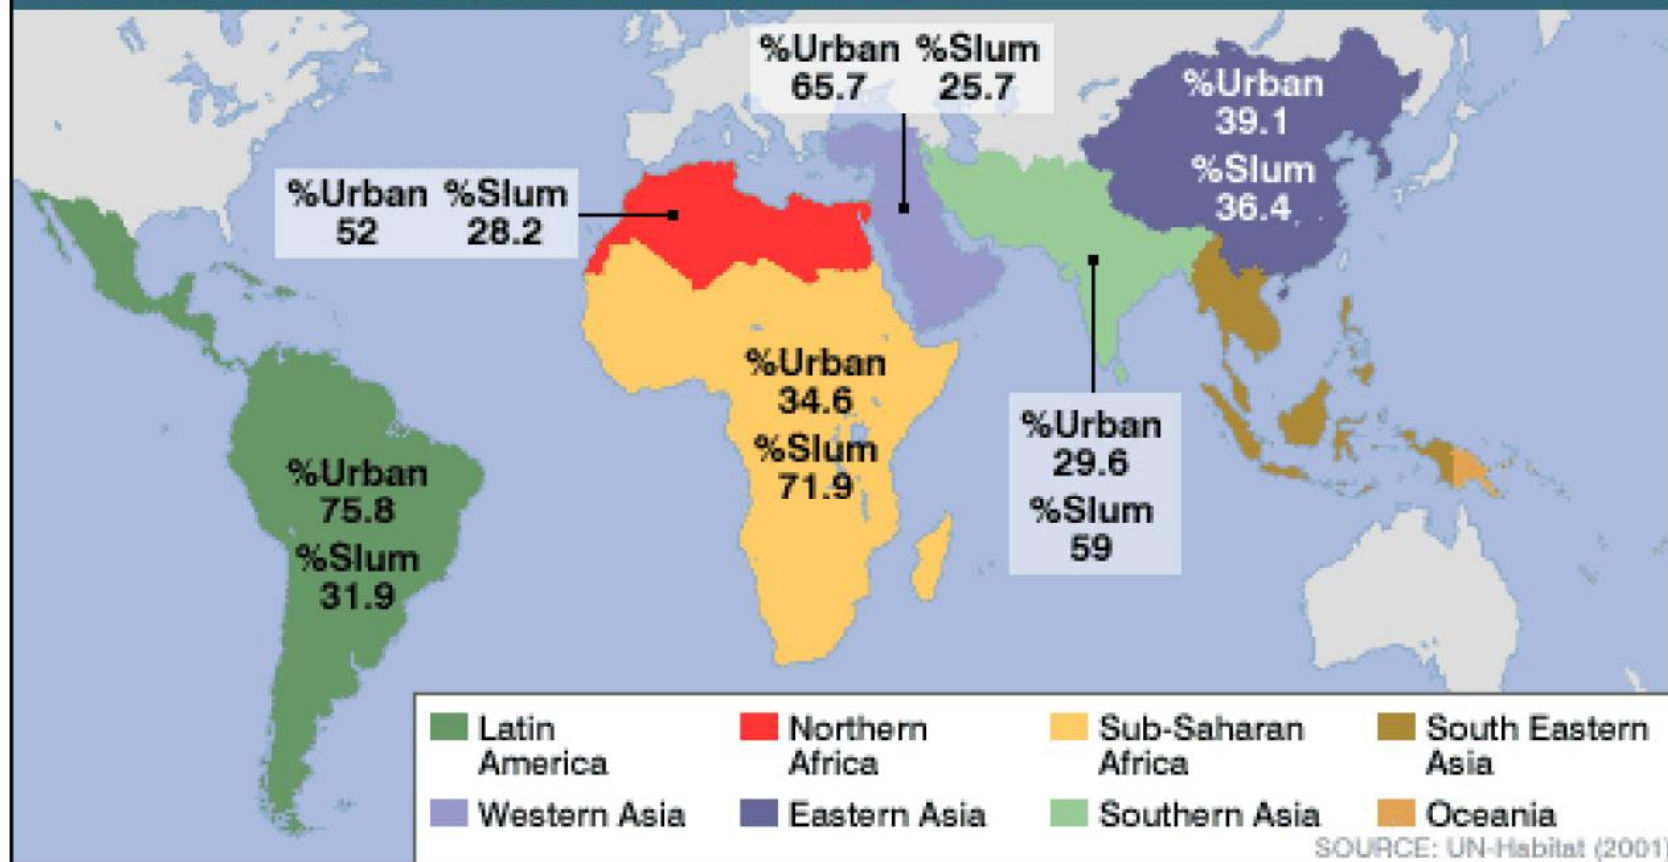 %Urban %Slum
65.7 25.7
%Urban
39.1
%Slum
36.4
%Urban %Slum
52 28.2
%Urban
34.6
%Slum
71.9
%Urban
29.6
%Slum
59
%Urban
75.8
%Slum
31.9
Latin
America
Northern
Africa
Sub-Saharan
Africa
South Eastern
Asia
Western Asia
Eastern Asia
Southern Asia
Oceania
SOURCE: UN-Habitat (2001)